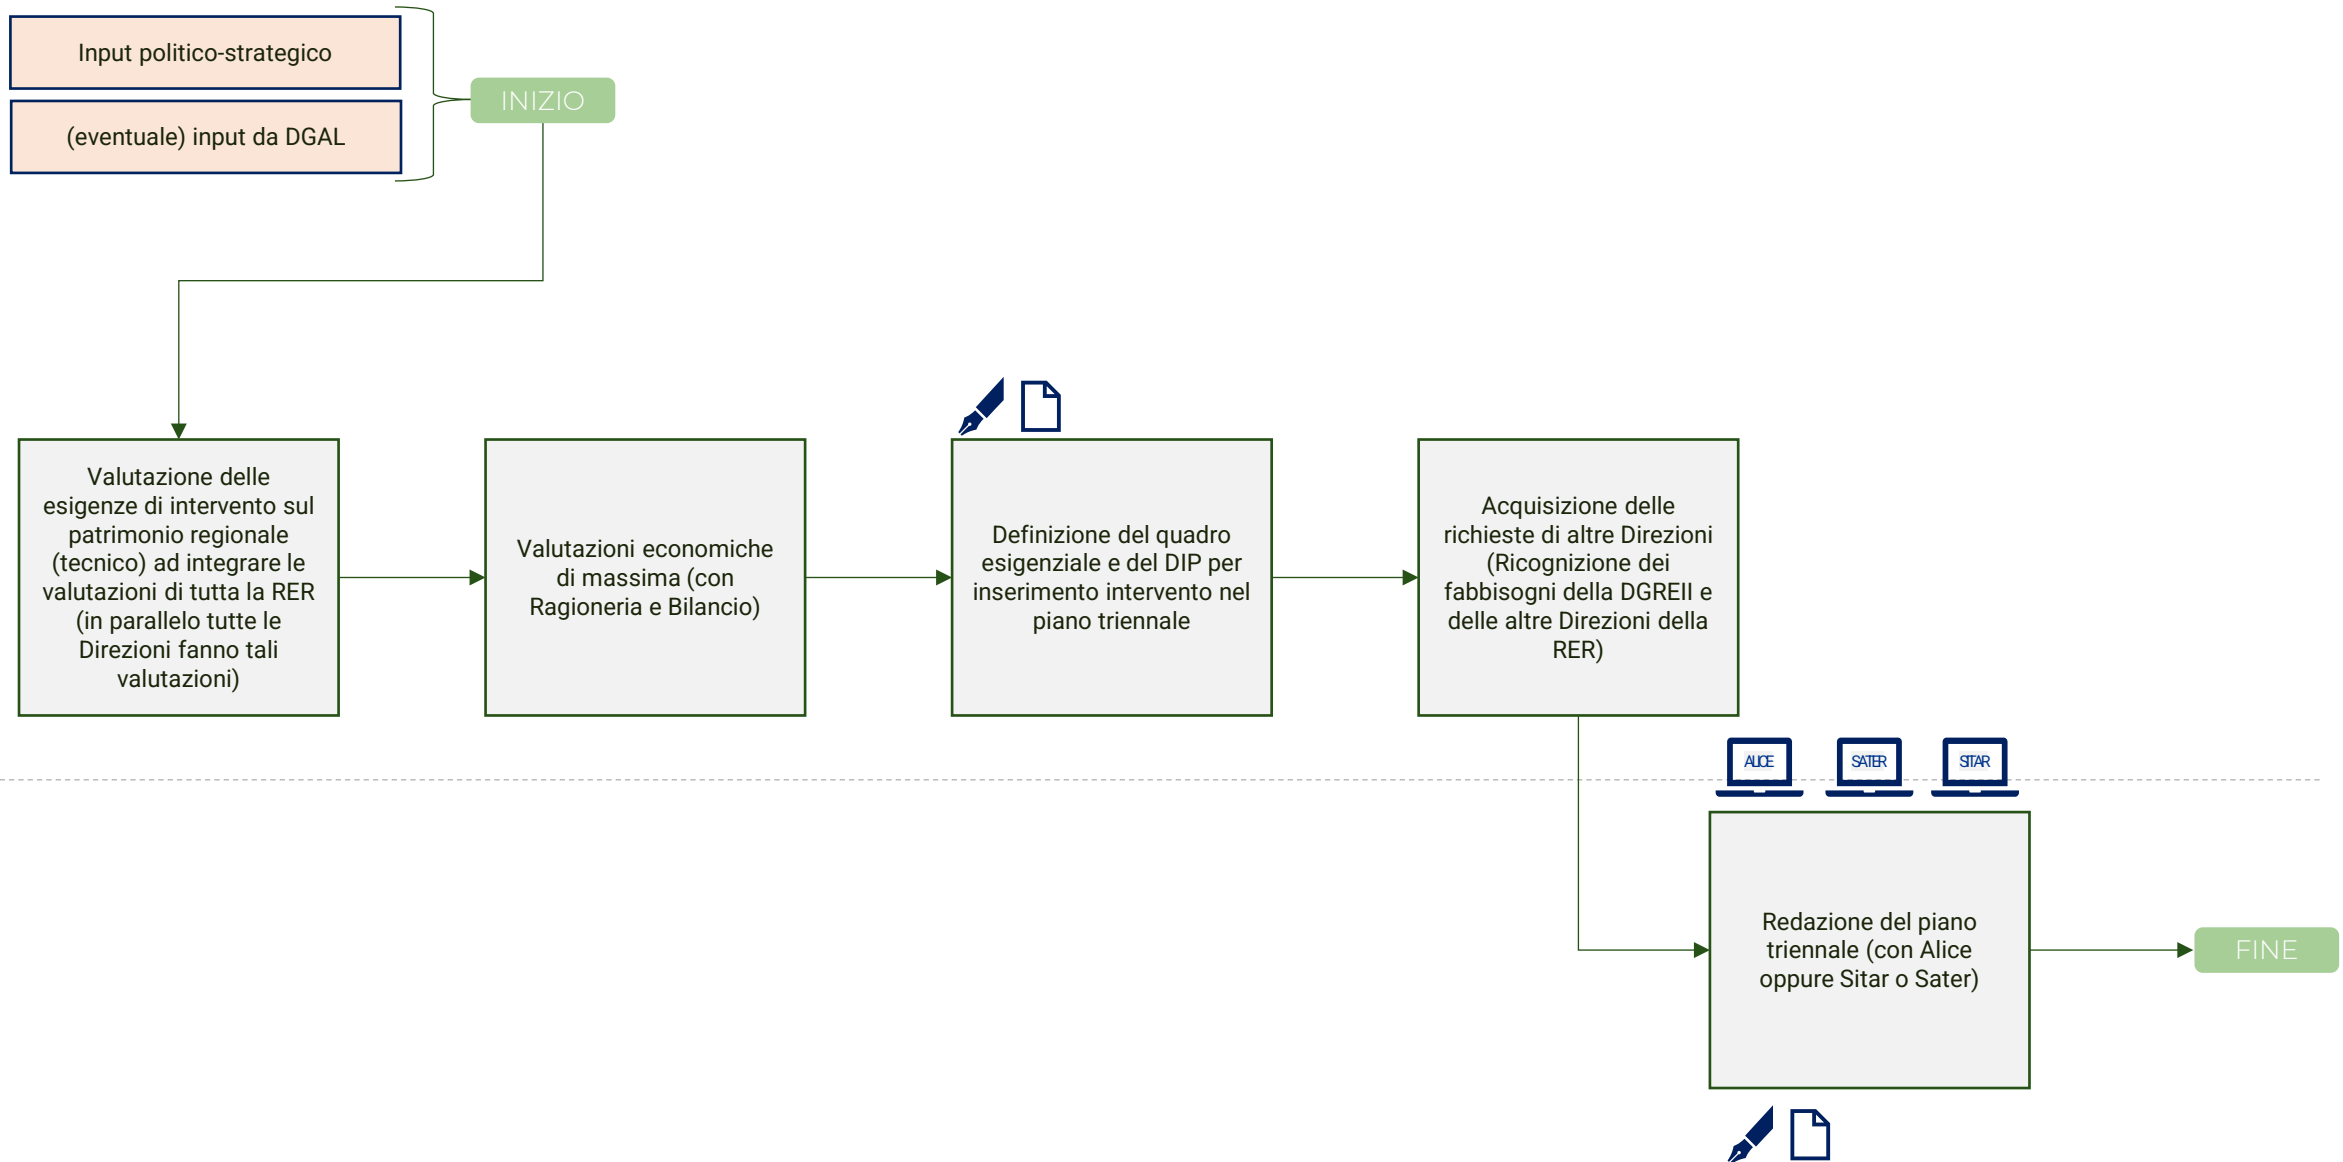 Input politico-strategico
(eventuale) input da DGAL
INIZIO
Valutazione delle
esigenze di intervento sul
patrimonio regionale
(tecnico) ad integrare le
valutazioni di tutta la RER
(in parallelo tutte le
Direzioni fanno tali
valutazioni)
Valutazioni economiche
di massima (con
Ragioneria e Bilancio)
Definizione del quadro
esigenziale e del DIP per
inserimento intervento nel
piano triennale
Acquisizione delle
richieste di altre Direzioni
(Ricognizione dei
fabbisogni della DGREII e
delle altre Direzioni della
RER)
ALICE
SATER
SITAR
Redazione del piano
triennale (con Alice
oppure Sitar o Sater)
FINE